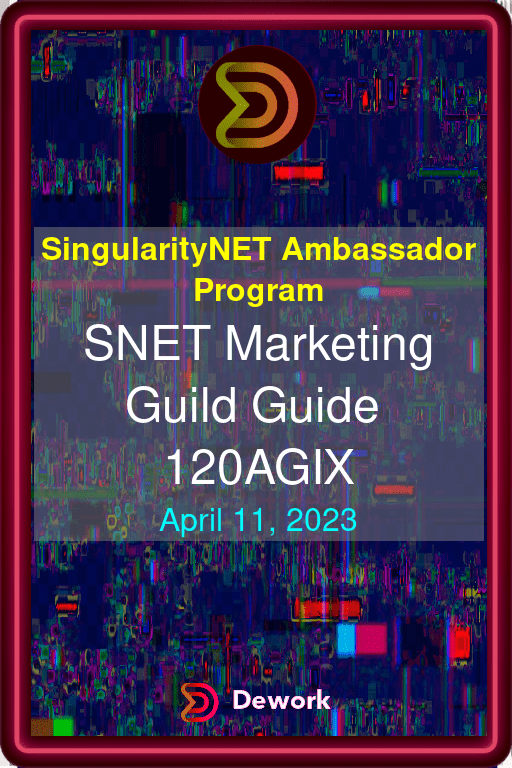 SingularityNET Ambassador
Program
SNET Marketing
Guild Guide
120AGIX
April 11, 2023
Dework